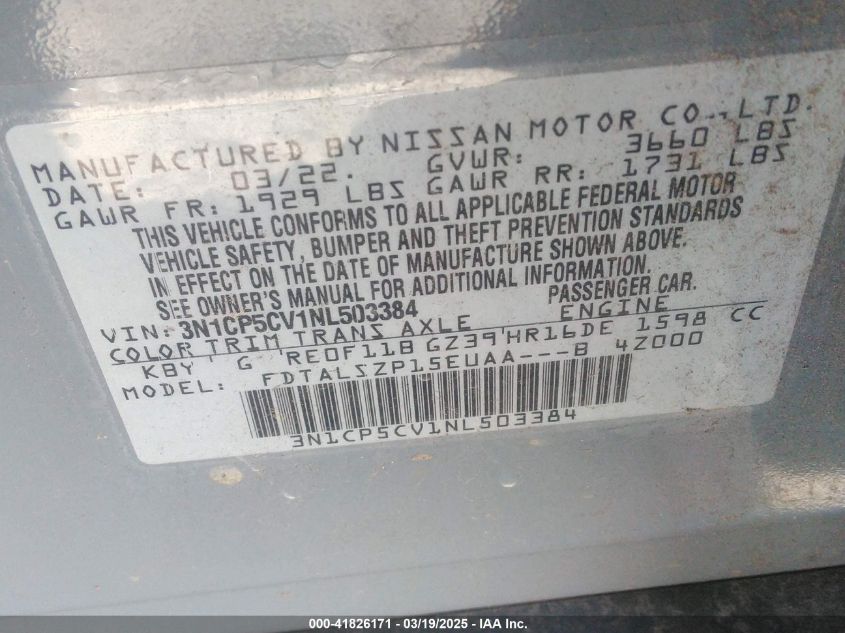 MANUFACTURED BY NISSAN MOTOR CO., LTD.
DATE: 03/22. GVWR: 3660 LBS
GAWR FR: 1929 LBS GAWR RR: 1731 LBS
THIS VEHICLE CONFORMS TO ALL APPLICABLE FEDERAL MOTOR
VEHICLE SAFETY, BUMPER AND THEFT PREVENTION STANDARDS
IN EFFECT ON THE DATE OF MANUFACTURE SHOWN ABOVE.
SEE OWNER'S MANUAL FOR ADDITIONAL INFORMATION.
VIN: 3N1CP5CV1NL503384 PASSENGER CAR.
COLOR TRIM TRANS AXLE ENGINE
KBY G RE0F11B GZ39 HR16DE 1598 CC
MODEL: FDTALSZP15EUAA---B 4Z000
3N1CP5CV1NL503384
000-41826171 - 03/19/2025 - IAA Inc.